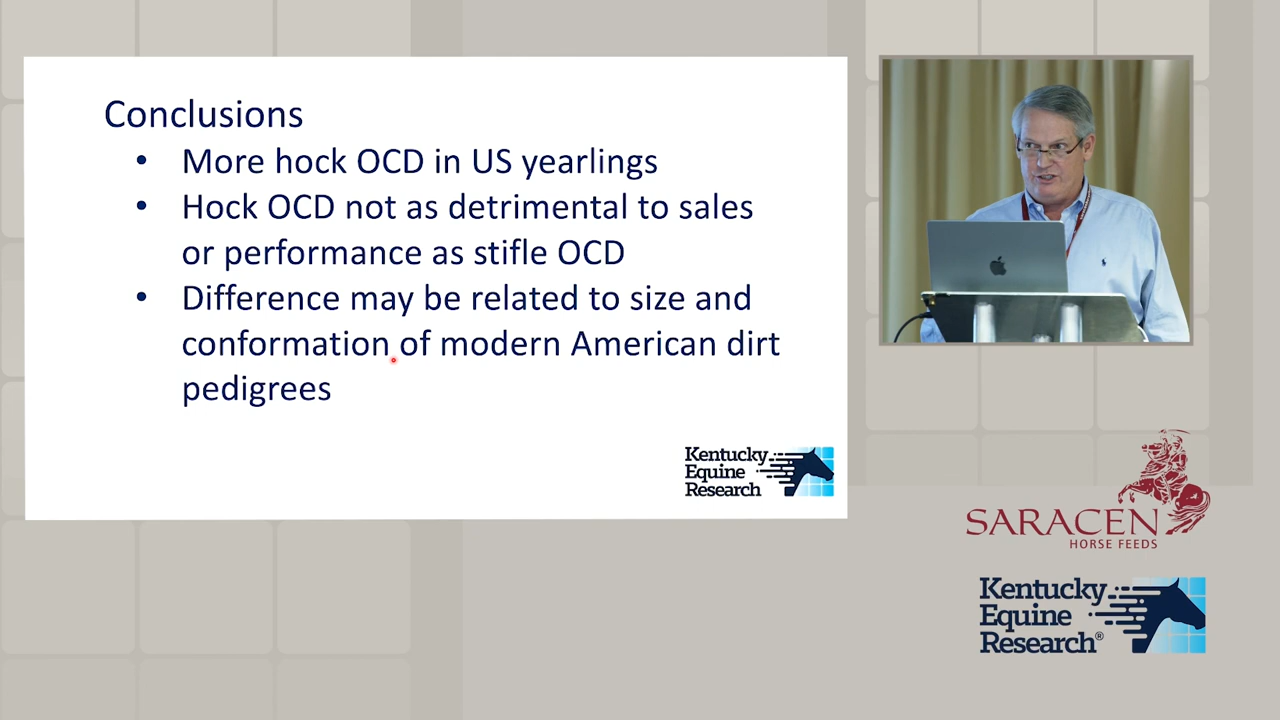 Conclusions
• More hock OCD in US yearlings
• Hock OCD not as detrimental to sales
or performance as stifle OCD
• Difference may be related to size and
conformation of modern American dirt
pedigrees
Kentucky
Equine
Research
SARACEN
HORSE FEEDS
Kentucky
Equine
Research®